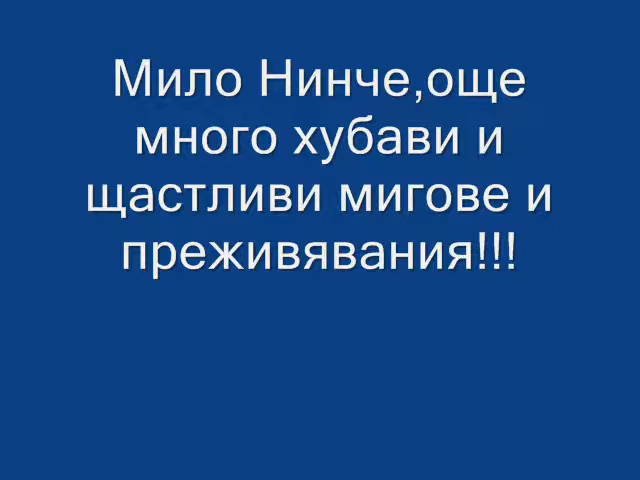 Мило Нинче,още
много хубави и
щастливи мигове и
преживявания!!!